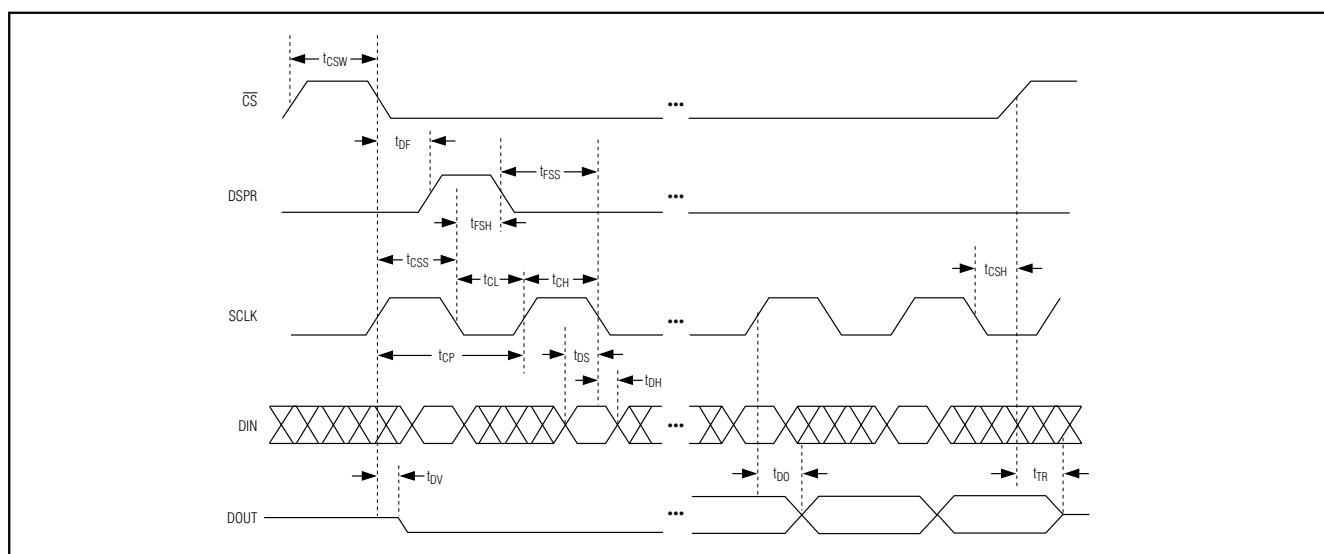 tCSW
CS
tDF
tFSS
DSPR
tFSH
tCSS
tCL
tCH
tCSH
SCLK
tCP
tDS
tDH
DIN
tDV
tDO
tTR
DOUT